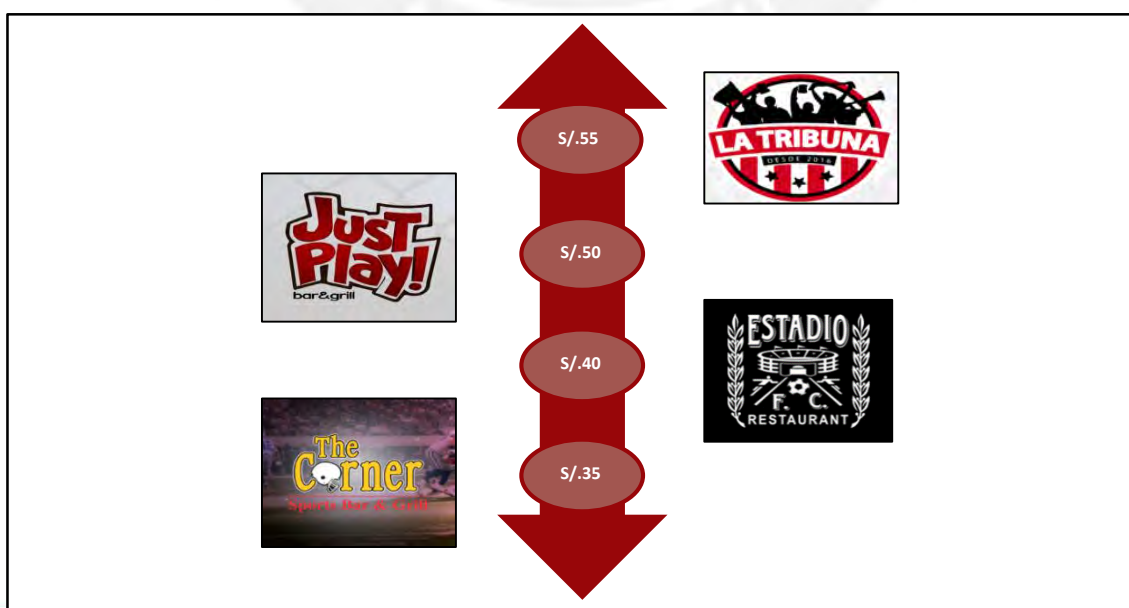 S/.55
LA TRIBUNA
DESDE 2016
JUST
Play!
bar&grill
S/.50
ESTADIO
F. C.
RESTAURANT
S/.40
The
Corner
Sports Bar & Grill
S/.35